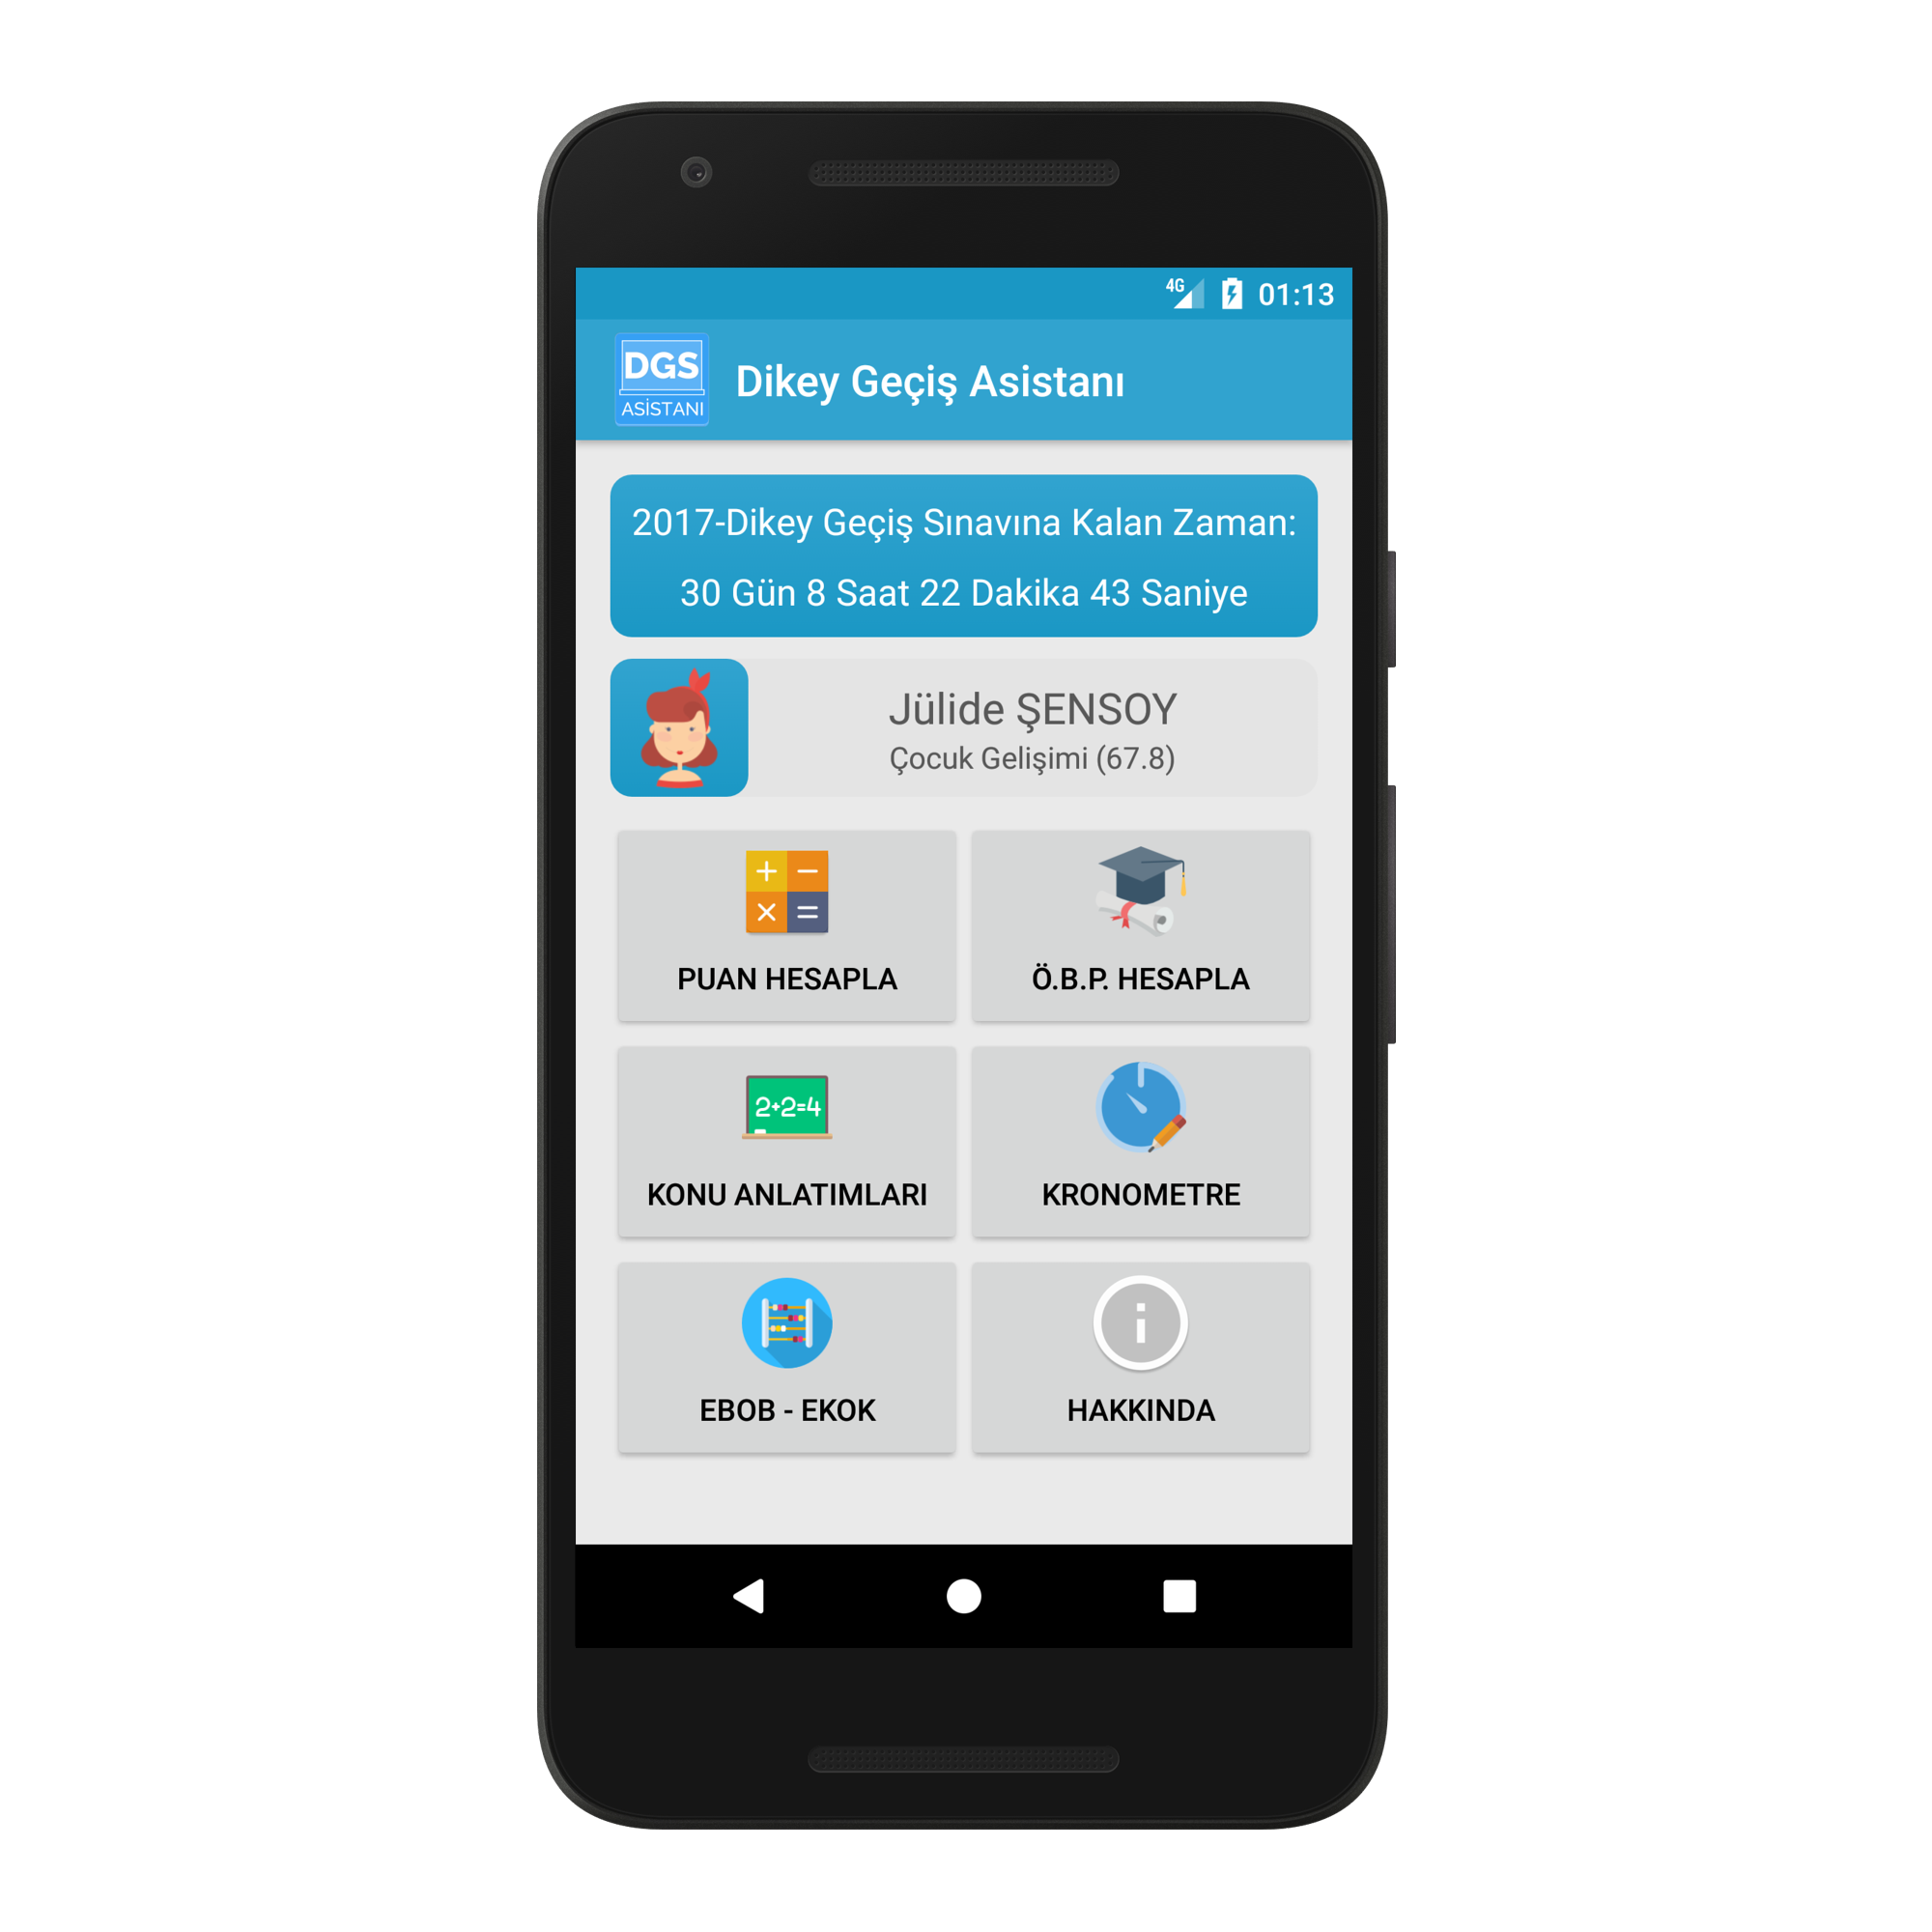 4G 01:13
DGS
ASİSTANI
Dikey Geçiş Asistanı
2017-Dikey Geçiş Sınavına Kalan Zaman:
30 Gün 8 Saat 22 Dakika 43 Saniye
Jülide ŞENSOY
Çocuk Gelişimi (67.8)
PUAN HESAPLA
Ö.B.P. HESAPLA
2+2=4
KONU ANLATIMLARI
KRONOMETRE
EBOB - EKOK
HAKKINDA